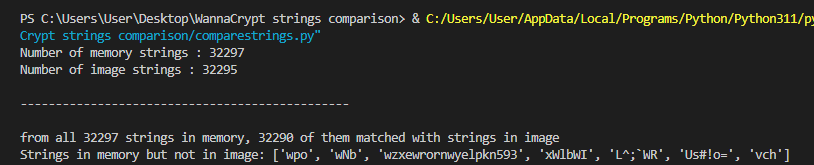 PS C:\Users\User\Desktop\WannaCrypt strings comparison> & C:/Users/User/AppData/Local/Programs/Python/Python311/py
Crypt strings comparison/comparestrings.py"
Number of memory strings : 32297
Number of image strings : 32295
-----------------------------------------------
from all 32297 strings in memory, 32290 of them matched with strings in image
Strings in memory but not in image: ['wpo', 'wNb', 'wzxewrornwyelpkn593', 'xWlbWI', 'L^;`WR', 'Us#!o=', 'vch']